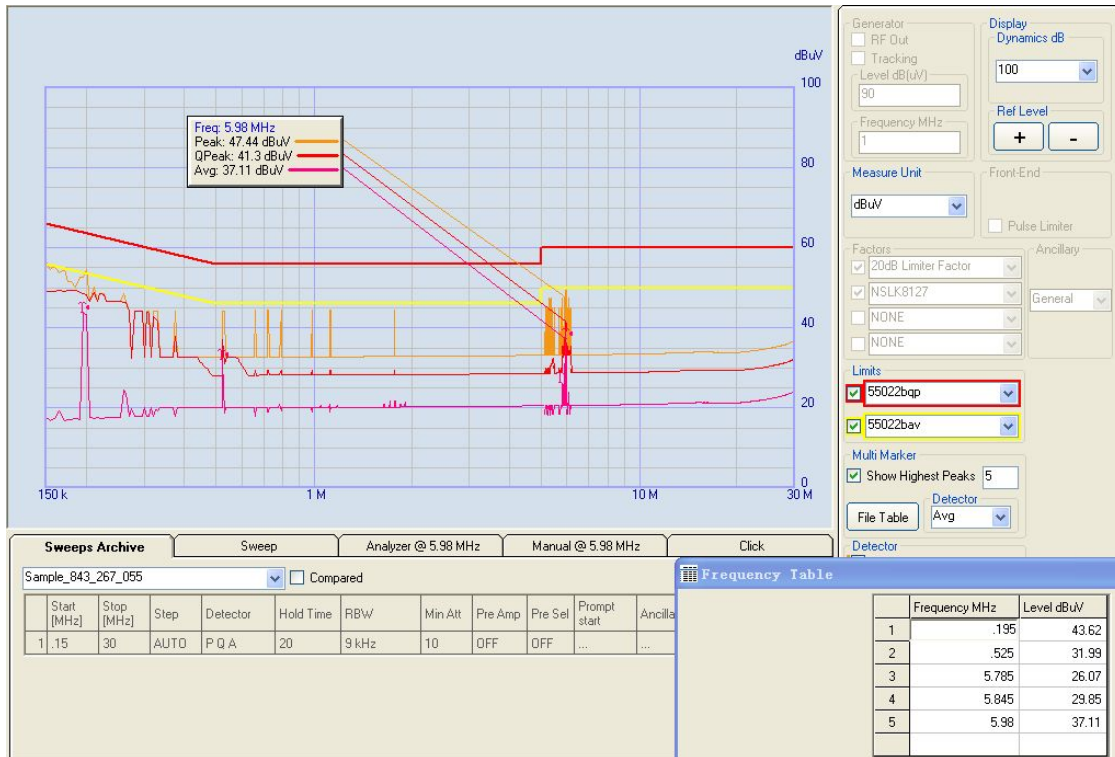 dBuV
100
80
60
40
20
0
150 k
1 M
10 M
30 M
Freq: 5.98 MHz
Peak: 47.44 dBuV
QPeak: 41.3 dBuV
Avg: 37.11 dBuV
Generator
RF Out
Tracking
Level dB(uV)
90
Frequency MHz
1
Display
Dynamics dB
100
Ref Level
+ -
Measure Unit
dBuV
Front-End
Pulse Limiter
Factors
20dB Limiter Factor
NSLK8127
NONE
NONE
Ancillary
General
Limits
55022bqp
55022bav
Multi Marker
Show Highest Peaks 5
File Table
Detector
Avg
Detector
Sweeps Archive Sweep Analyzer @ 5.98 MHz Manual @ 5.98 MHz Click
Sample_843_267_055 Compared
Start [MHz] Stop [MHz] Step Detector Hold Time RBW Min Att Pre Amp Pre Sel Prompt start Ancilla
1 .15 30 AUTO P Q A 20 9 kHz 10 OFF OFF ... ...
Frequency Table
Frequency MHz Level dBuV
1 .195 43.62
2 .525 31.99
3 5.785 26.07
4 5.845 29.85
5 5.98 37.11